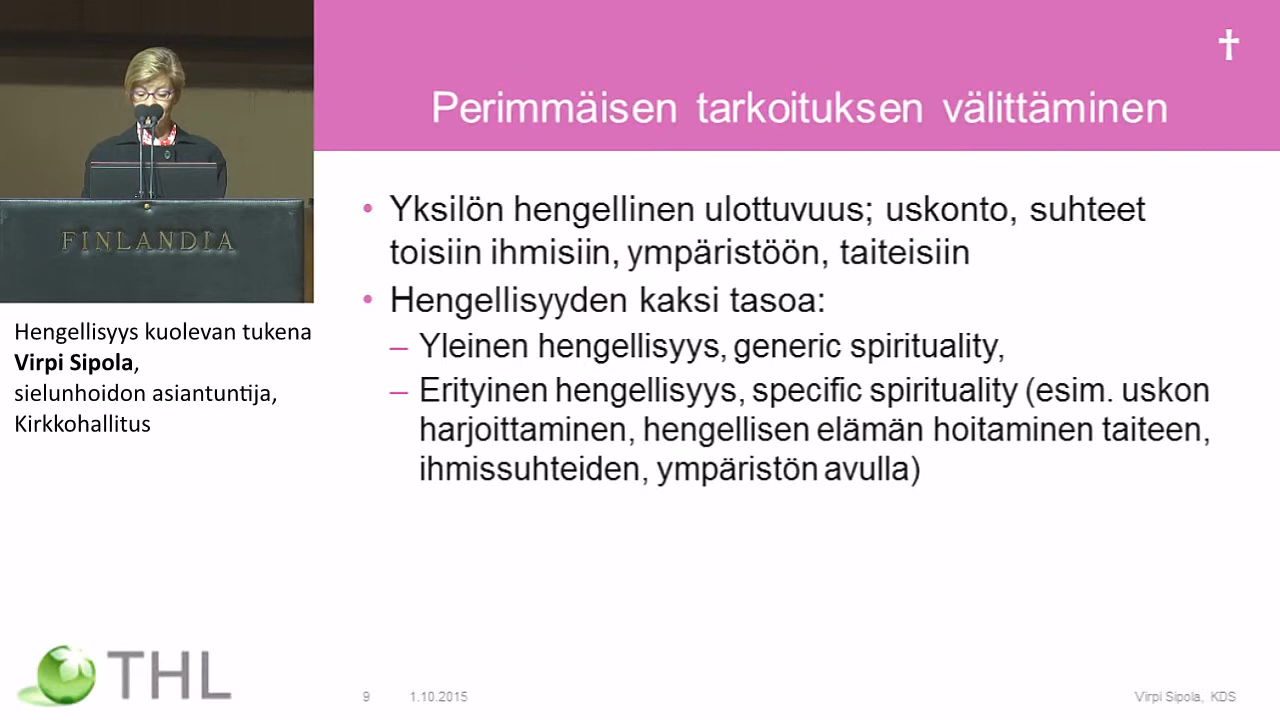 Perimmäisen tarkoituksen välittäminen
FINLANDIA
Hengellisyys kuolevan tukena
Virpi Sipola,
sielunhoidon asiantuntija,
Kirkkohallitus
• Yksilön hengellinen ulottuvuus; uskonto, suhteet
toisiin ihmisiin, ympäristöön, taiteisiin
• Hengellisyyden kaksi tasoa:
– Yleinen hengellisyys, generic spirituality,
– Erityinen hengellisyys, specific spirituality (esim. uskon
harjoittaminen, hengellisen elämän hoitaminen taiteen,
ihmissuhteiden, ympäristön avulla)
THL
9 1.10.2015 Virpi Sipola, KDS